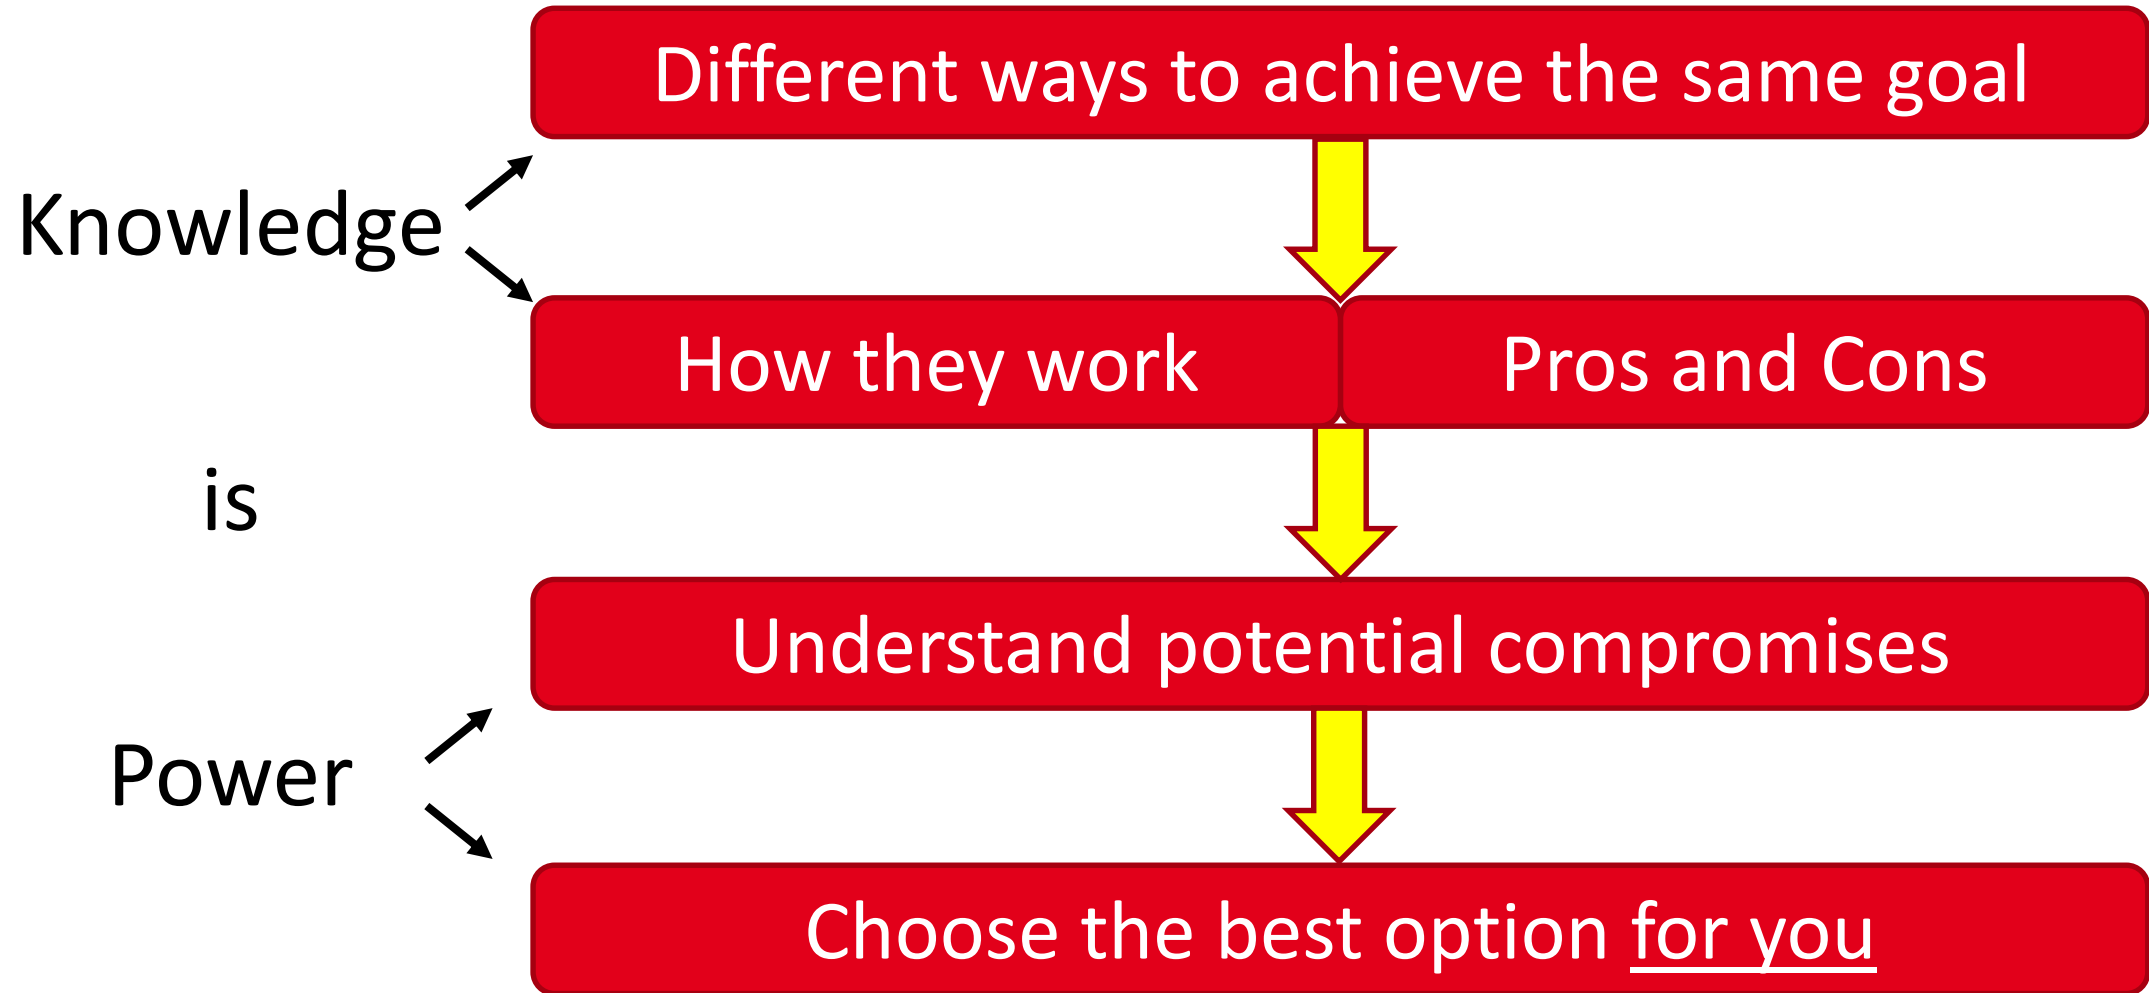 Different ways to achieve the same goal
Knowledge
How they work
Pros and Cons
is
Understand potential compromises
Power
Choose the best option for you